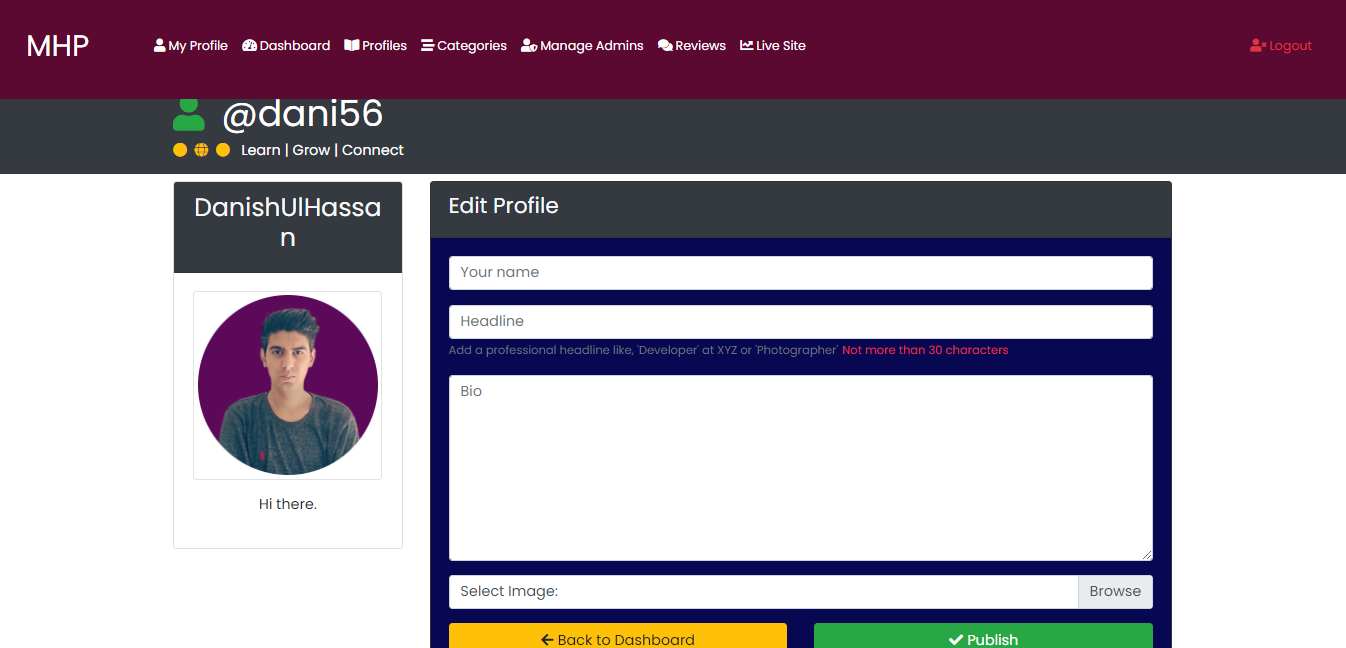 MHP
My Profile
Dashboard
Profiles
Categories
Manage Admins
Reviews
Live Site
Logout
@dani56
Learn | Grow | Connect
DanishUlHassa
n
Hi there.
Edit Profile
Your name
Headline
Add a professional headline like, 'Developer' at XYZ or 'Photographer' Not more than 30 characters
Bio
Select Image:
Browse
Back to Dashboard
Publish